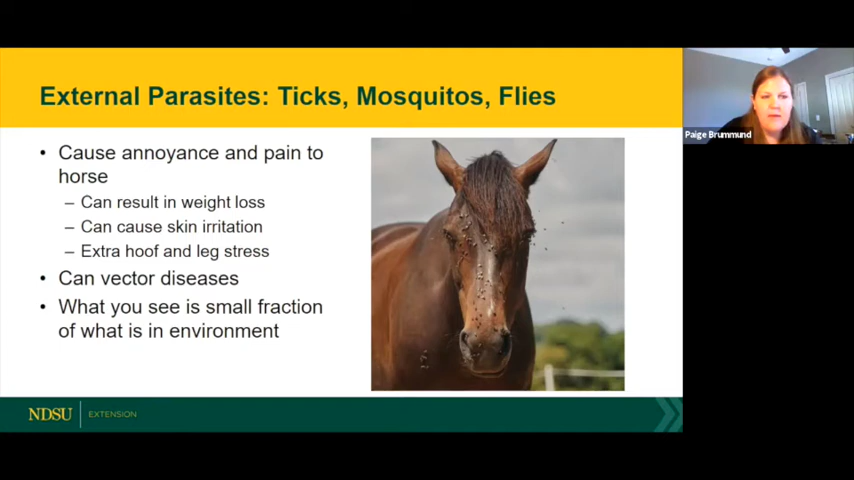 External Parasites: Ticks, Mosquitos, Flies
• Cause annoyance and pain to
horse
– Can result in weight loss
– Can cause skin irritation
– Extra hoof and leg stress
• Can vector diseases
• What you see is small fraction
of what is in environment
NDSU EXTENSION
Paige Brummund